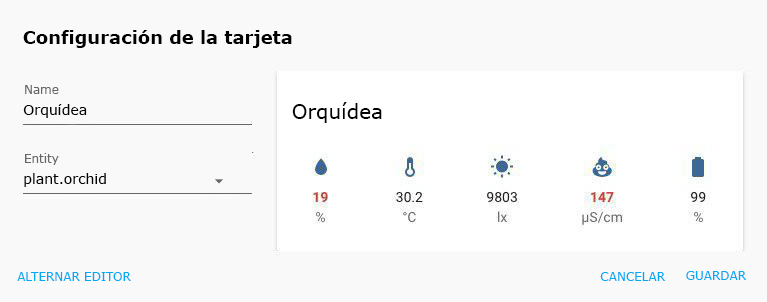 Configuración de la tarjeta
Name
Orquídea
Entity
plant.orchid
Orquídea
19 30.2 9803 147 99
% °C lx µS/cm %
ALTERNAR EDITOR CANCELAR GUARDAR